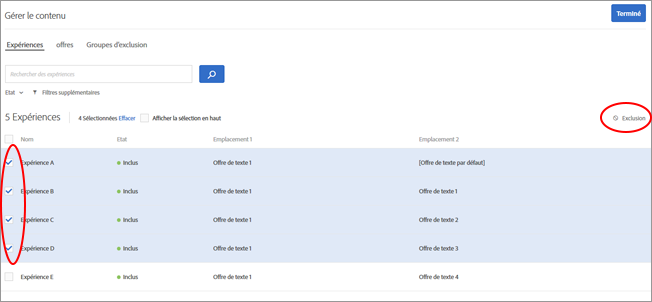 Gérer le contenu
Terminé
Expériences offres Groupes d'exclusion
Rechercher des expériences
Etat Filtres supplémentaires
5 Expériences 4 Sélectionnées Effacer Afficher la sélection en haut Exclusion
Nom Etat Emplacement 1 Emplacement 2
Expérience A Inclus Offre de texte 1 [Offre de texte par défaut]
Expérience B Inclus Offre de texte 1 Offre de texte 1
Expérience C Inclus Offre de texte 1 Offre de texte 2
Expérience D Inclus Offre de texte 1 Offre de texte 3
Expérience E Inclus Offre de texte 1 Offre de texte 4